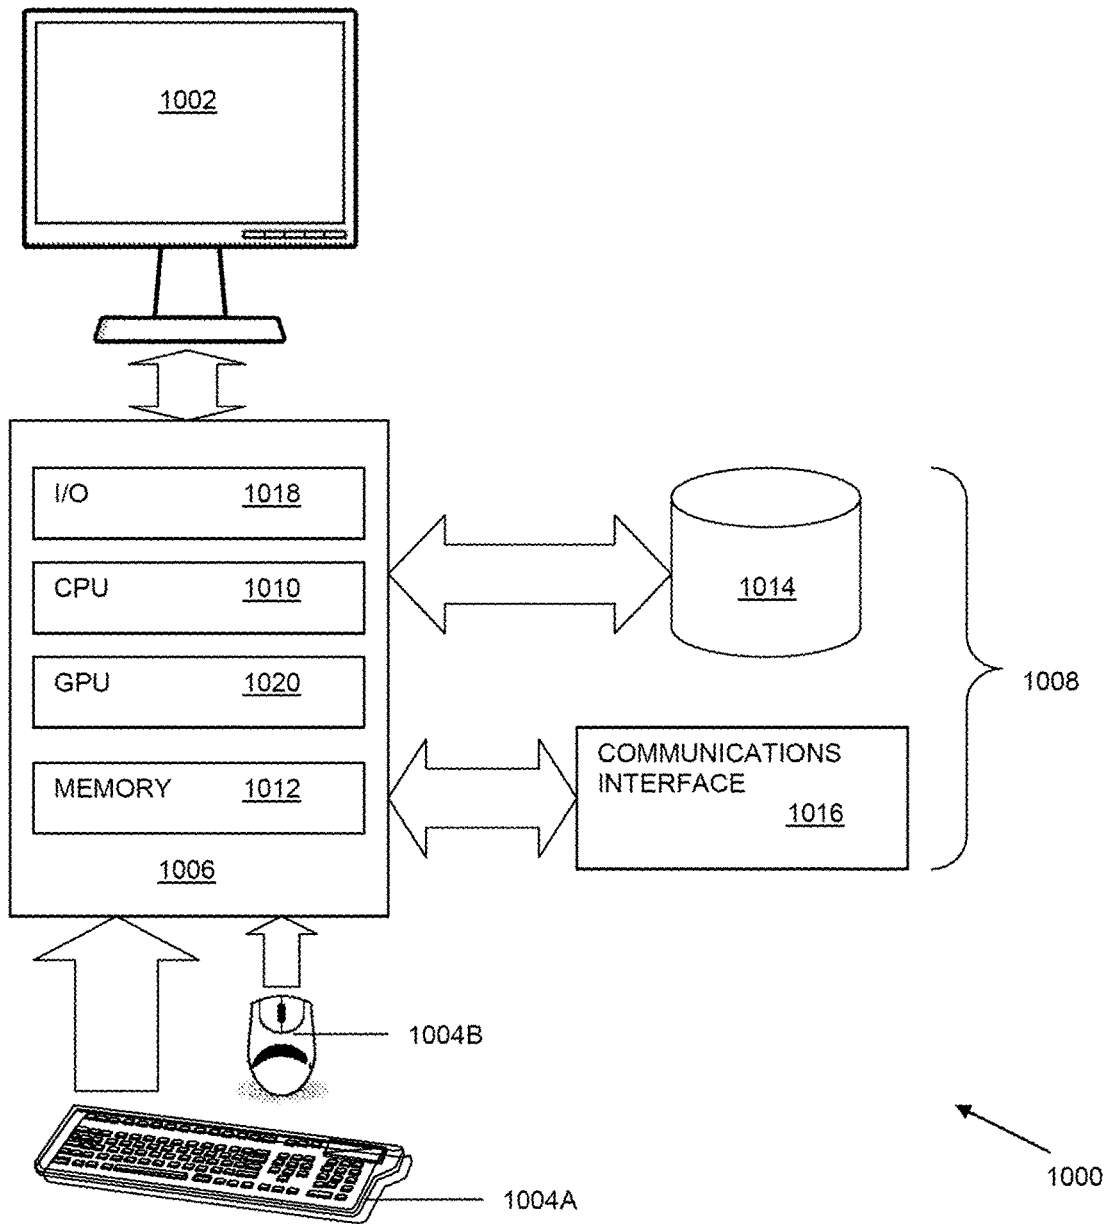 1002
I/O 1018
CPU 1010
GPU 1020
MEMORY 1012
1006
1014
COMMUNICATIONS
INTERFACE
1016
1008
1004B
1004A
1000